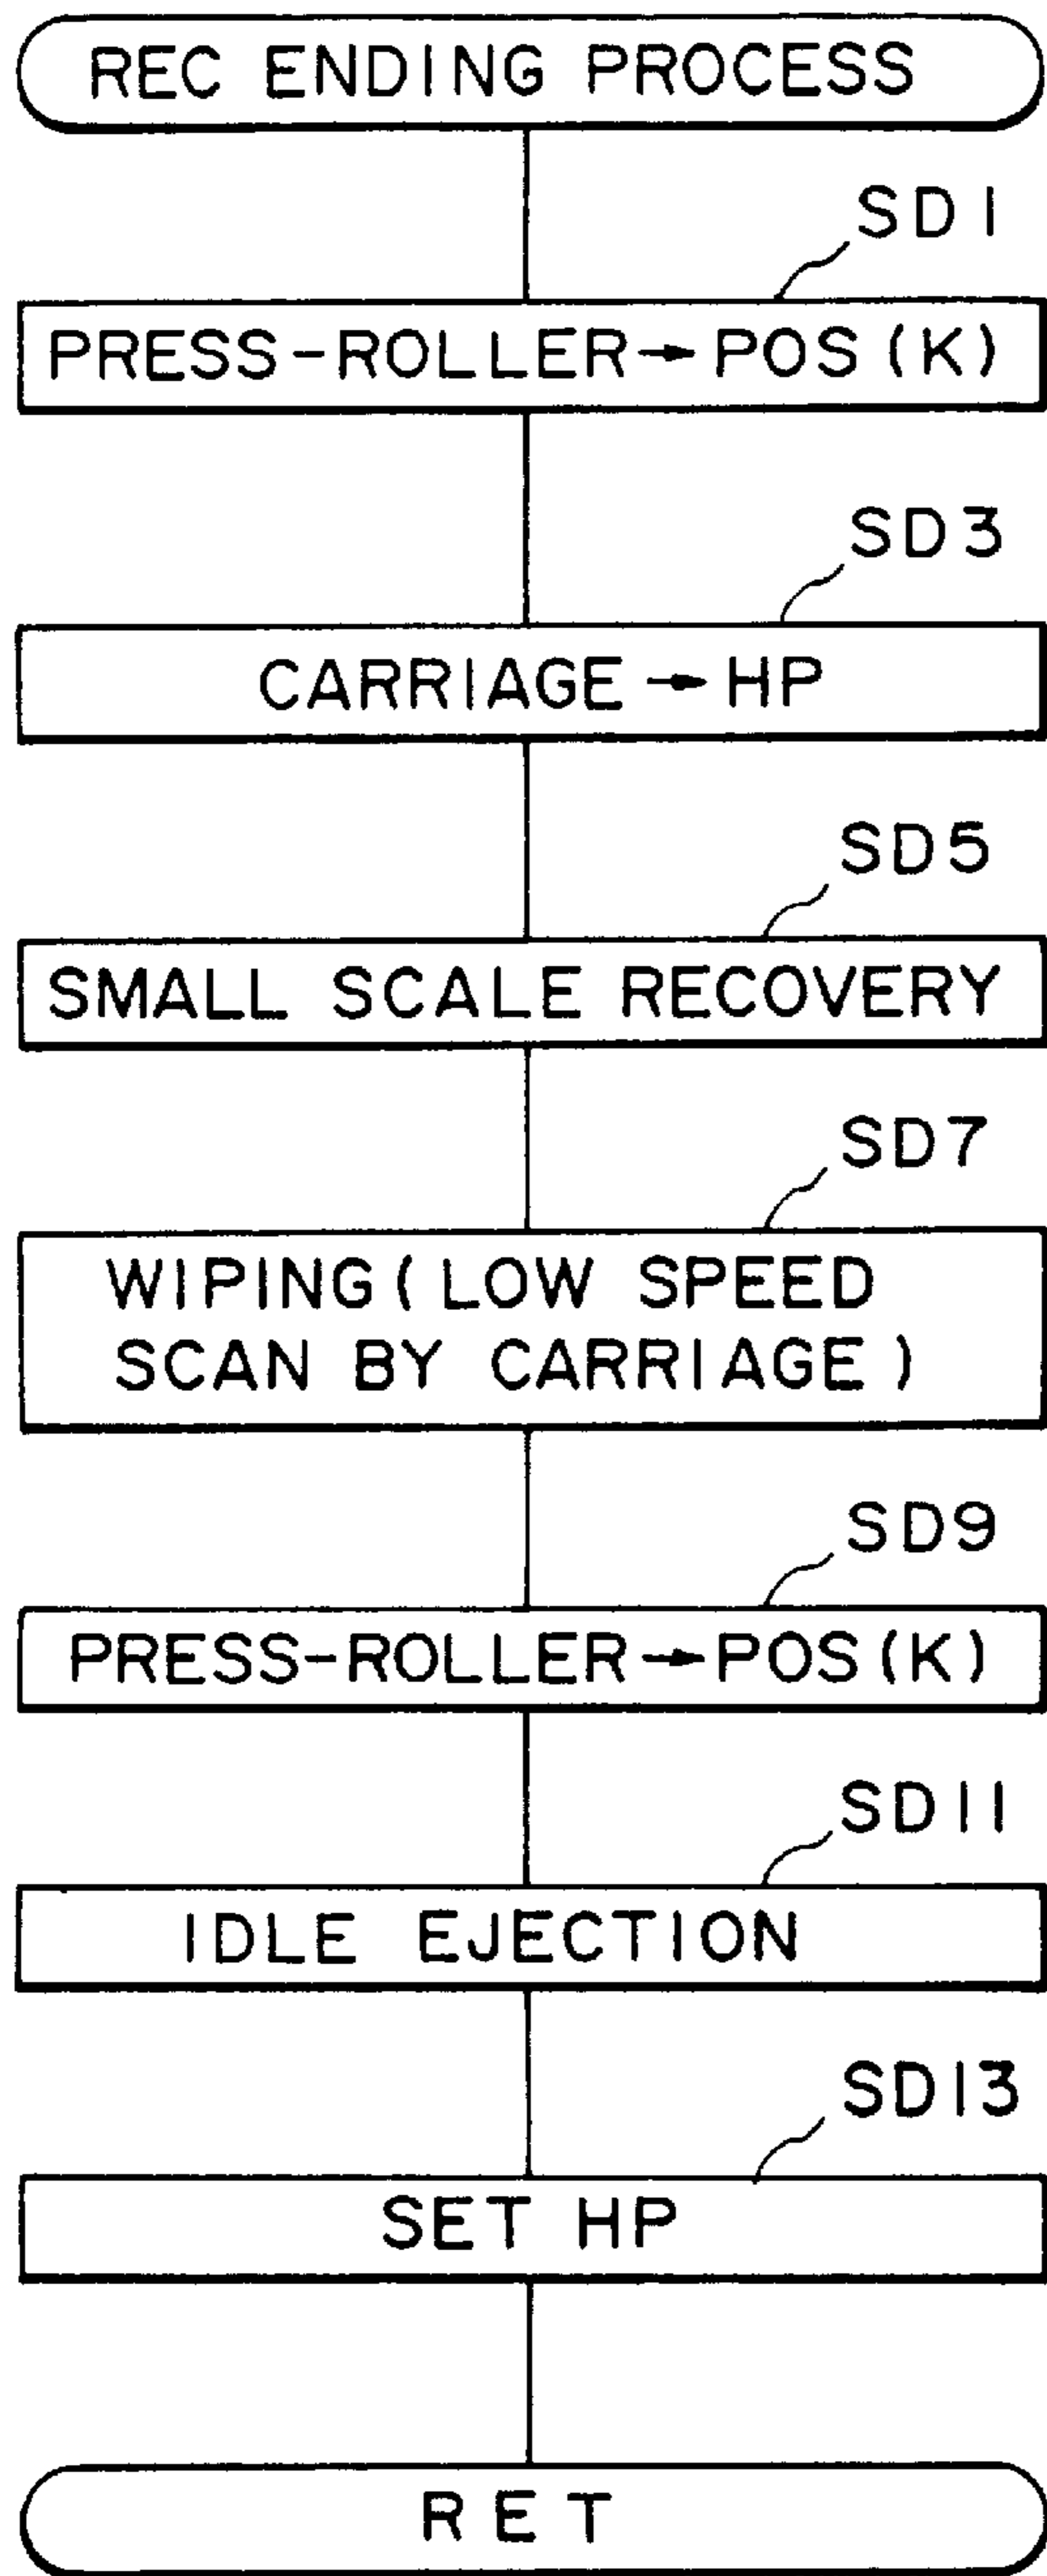 REC ENDING PROCESS
SD1
PRESS-ROLLER→POS(K)
SD3
CARRIAGE→HP
SD5
SMALL SCALE RECOVERY
SD7
WIPING(LOW SPEED
SCAN BY CARRIAGE)
SD9
PRESS-ROLLER→POS(K)
SD11
IDLE EJECTION
SD13
SET HP
RET